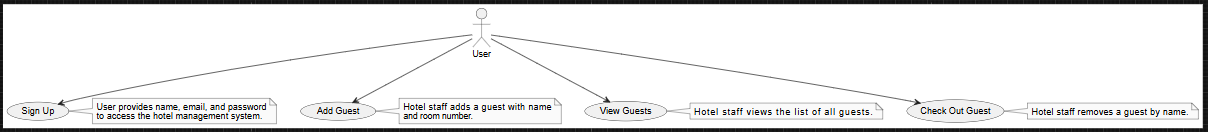 User
Sign Up
User provides name, email, and password
to access the hotel management system.
Add Guest
Hotel staff adds a guest with name
and room number.
View Guests
Hotel staff views the list of all guests.
Check Out Guest
Hotel staff removes a guest by name.